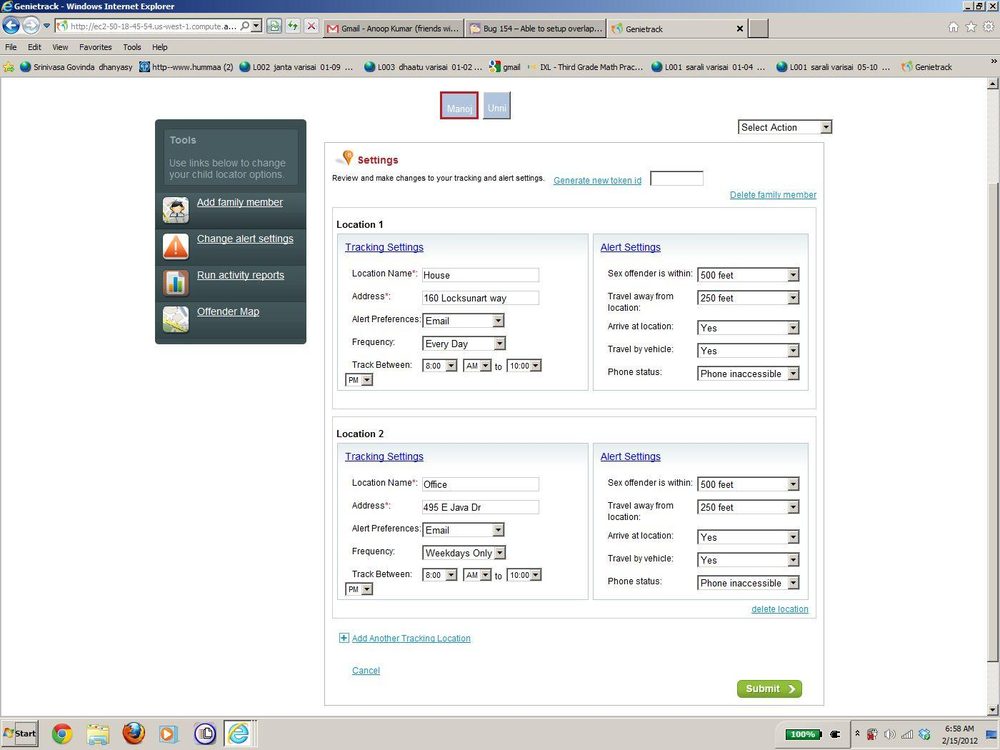 Genietrack - Windows Internet Explorer
http://ec2-50-18-45-54.us-west-1.compute.a...
Gmail - Anoop Kumar (friends wi...
Bug 154 – Able to setup overlap...
Genietrack
File Edit View Favorites Tools Help
Srinivasa Govinda dhanyasy
http--www.hummaa (2)
L002 janta varisai 01-09 ...
L003 dhaatu varisai 01-02 ...
gmail
IXL - Third Grade Math Prac...
L001 sarali varisai 01-04 ...
L001 sarali varisai 05-10 ...
Genietrack
Manoj
Unni
Select Action
Tools
Use links below to change
your child locator options.
Add family member
Change alert settings
Run activity reports
Offender Map
Settings
Review and make changes to your tracking and alert settings.
Generate new token id
Delete family member
Location 1
Tracking Settings
Location Name*: House
Address*: 160 Locksunart way
Alert Preferences: Email
Frequency: Every Day
Track Between: 8:00 AM to 10:00
PM
Alert Settings
Sex offender is within: 500 feet
Travel away from
location: 250 feet
Arrive at location: Yes
Travel by vehicle: Yes
Phone status: Phone inaccessible
Location 2
Tracking Settings
Location Name*: Office
Address*: 495 E Java Dr
Alert Preferences: Email
Frequency: Weekdays Only
Track Between: 8:00 AM to 10:00
PM
Alert Settings
Sex offender is within: 500 feet
Travel away from
location: 250 feet
Arrive at location: Yes
Travel by vehicle: Yes
Phone status: Phone inaccessible
delete location
Add Another Tracking Location
Cancel
Submit
Start
100%
6:58 AM
2/15/2012